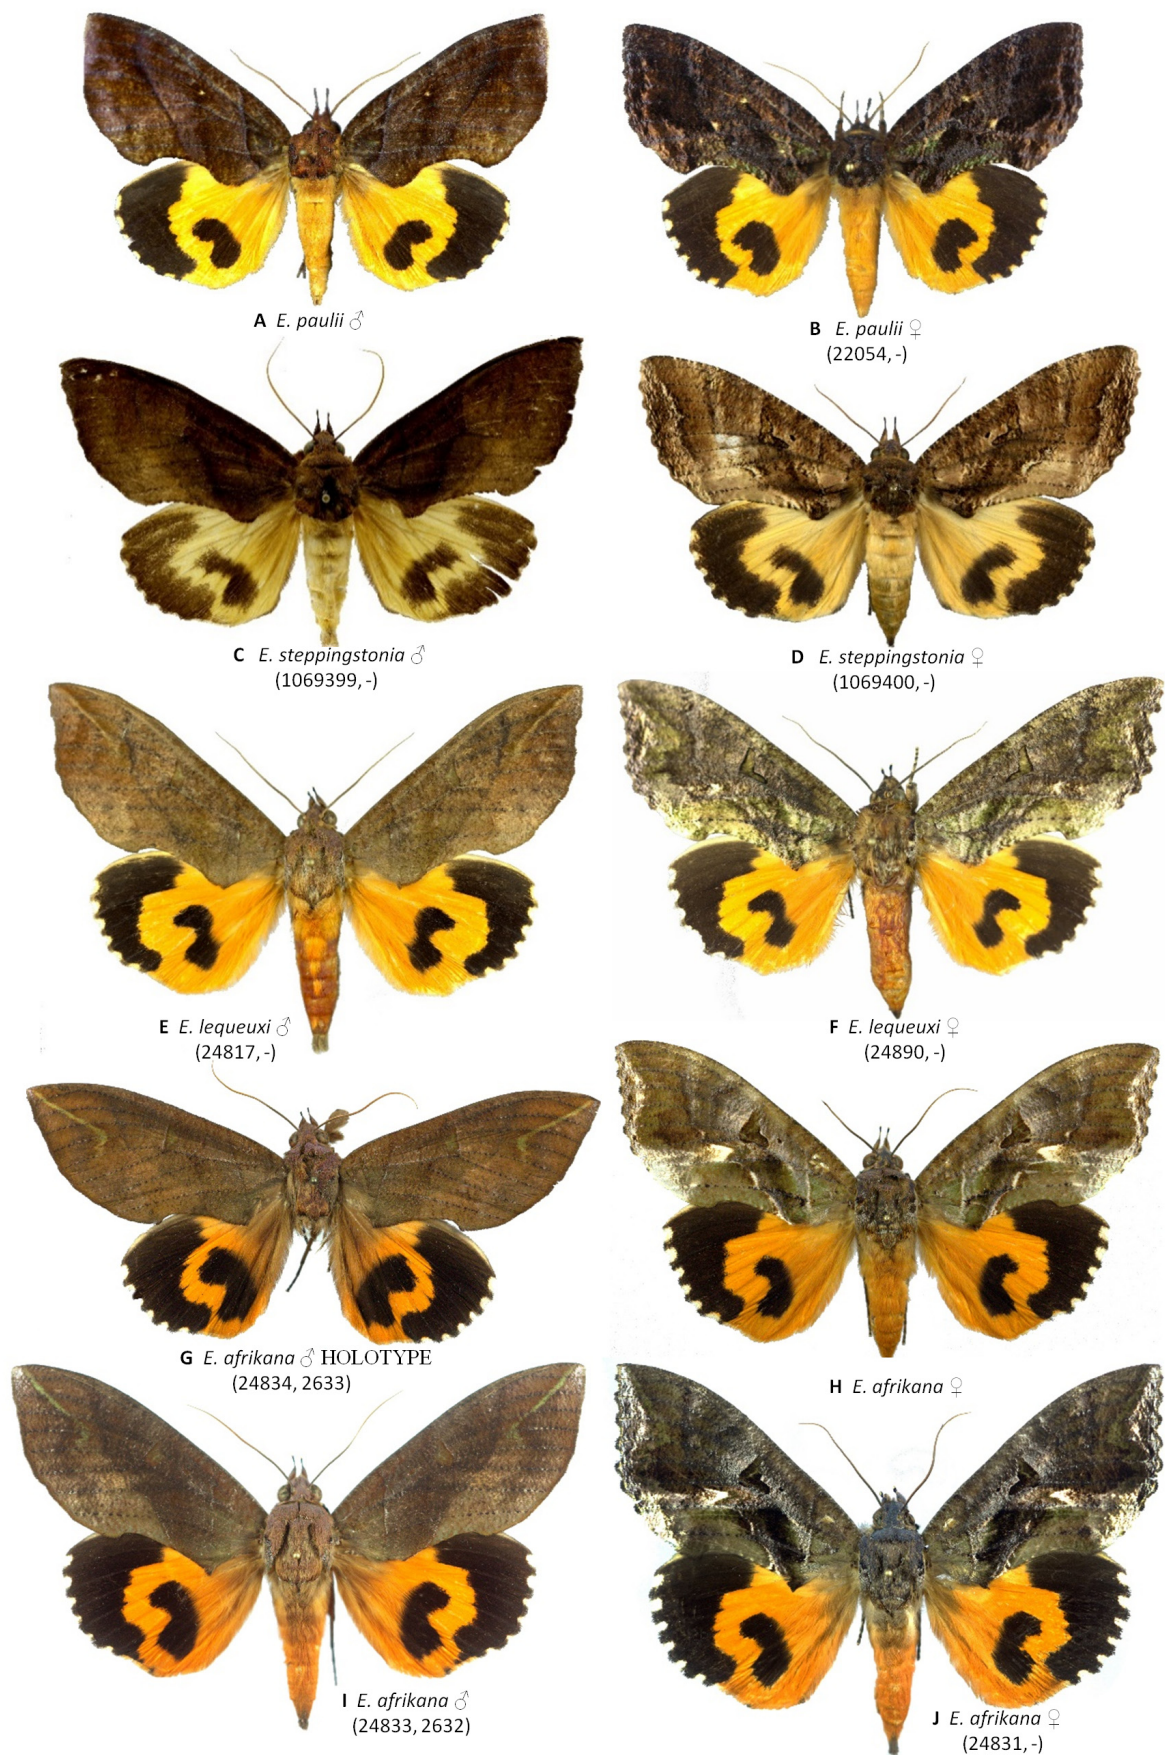 A E. paulii ♂
B E. paulii ♀
(22054, -)
C E. steppingstonia ♂
(1069399, -)
D E. steppingstonia ♀
(1069400, -)
E E. lequeuxi ♂
(24817, -)
F E. lequeuxi ♀
(24890, -)
G E. afrikana ♂ HOLOTYPE
(24834, 2633)
H E. afrikana ♀
I E. afrikana ♂
(24833, 2632)
J E. afrikana ♀
(24831, -)